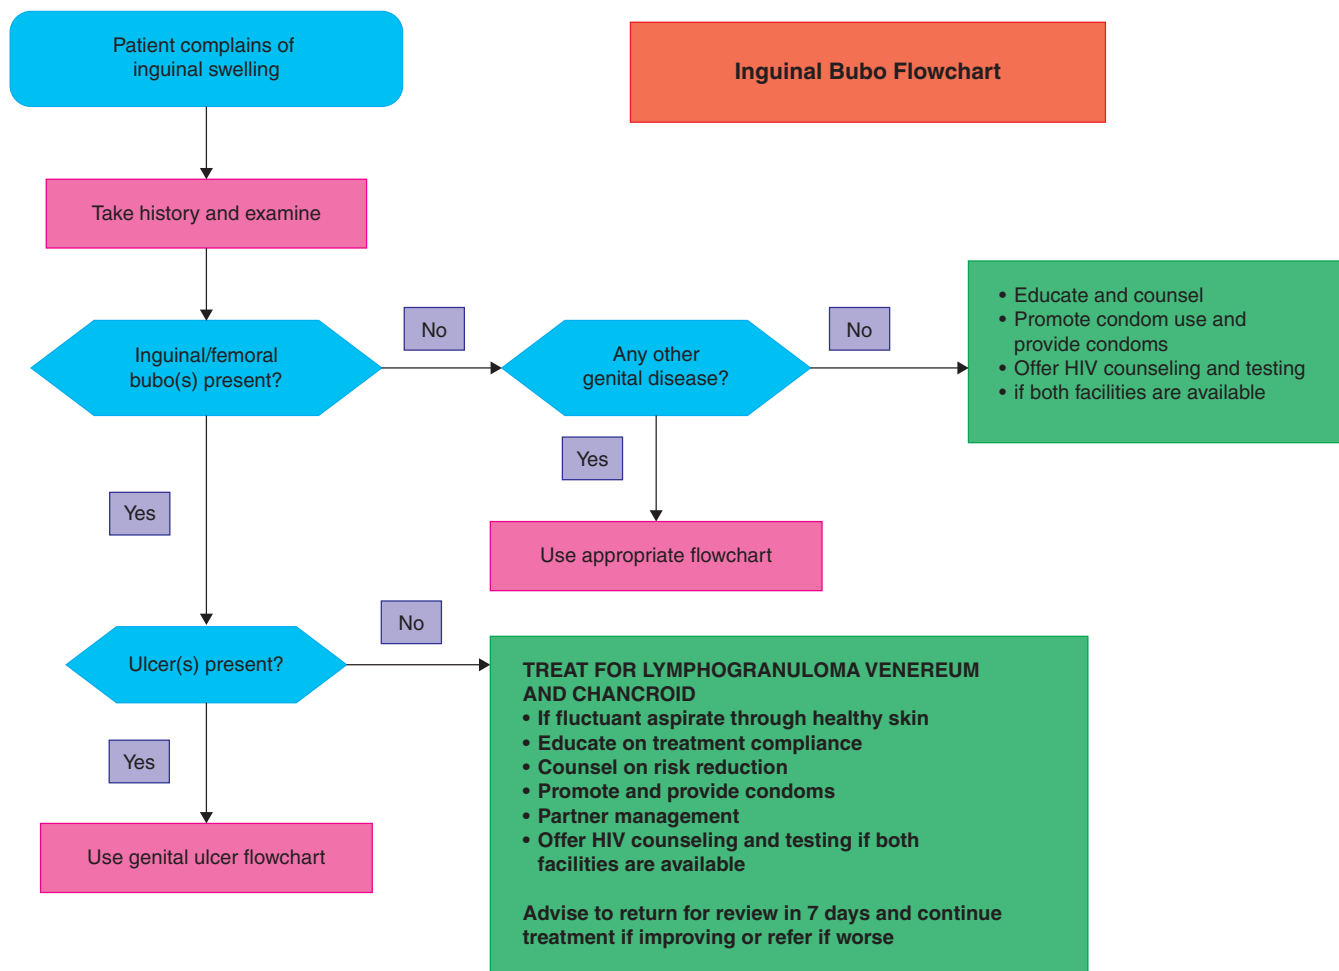 Patient complains of
inguinal swelling
Inguinal Bubo Flowchart
Take history and examine
Inguinal/femoral
bubo(s) present?
No
Any other
genital disease?
No
• Educate and counsel
• Promote condom use and
provide condoms
• Offer HIV counseling and testing
• if both facilities are available
Yes
Yes
Use appropriate flowchart
Ulcer(s) present?
No
TREAT FOR LYMPHOGRANULOMA VENEREUM
AND CHANCROID
• If fluctuant aspirate through healthy skin
• Educate on treatment compliance
• Counsel on risk reduction
• Promote and provide condoms
• Partner management
• Offer HIV counseling and testing if both
facilities are available
Advise to return for review in 7 days and continue
treatment if improving or refer if worse
Yes
Use genital ulcer flowchart